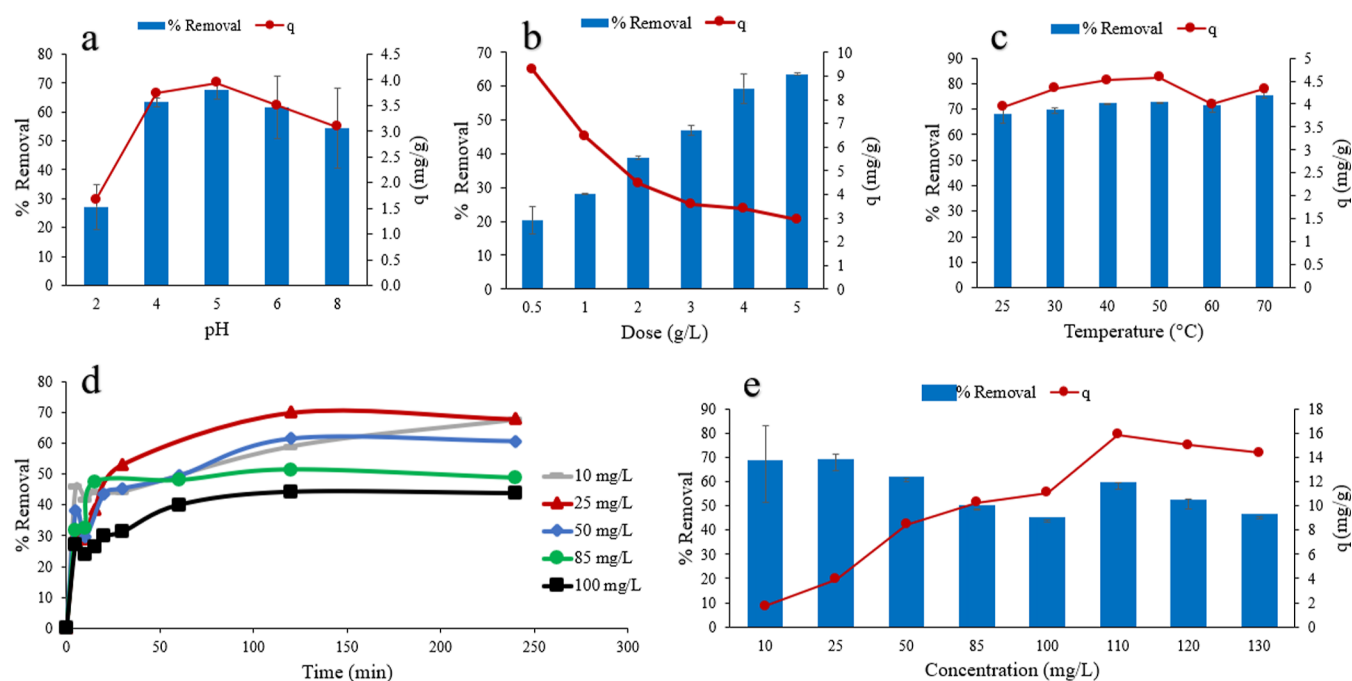 a
% Removal q
80
70
60
50
40
30
20
10
0
4.5
4.0
3.5
3.0
2.5
2.0
1.5
1.0
0.5
0.0
% Removal
q (mg/g)
2 4 5 6 8
pH
b
% Removal q
70
60
50
40
30
20
10
0
10
9
8
7
6
5
4
3
2
1
0
% Removal
q (mg/g)
0.5 1 2 3 4 5
Dose (g/L)
c
% Removal q
90
80
70
60
50
40
30
20
10
0
5
4.5
4
3.5
3
2.5
2
1.5
1
0.5
0
% Removal
q (mg/g)
25 30 40 50 60 70
Temperature (°C)
d
80
70
60
50
40
30
20
10
0
% Removal
10 mg/L
25 mg/L
50 mg/L
85 mg/L
100 mg/L
0 50 100 150 200 250 300
Time (min)
e
% Removal q
90
80
70
60
50
40
30
20
10
0
18
16
14
12
10
8
6
4
2
0
% Removal
q (mg/g)
10 25 50 85 100 110 120 130
Concentration (mg/L)